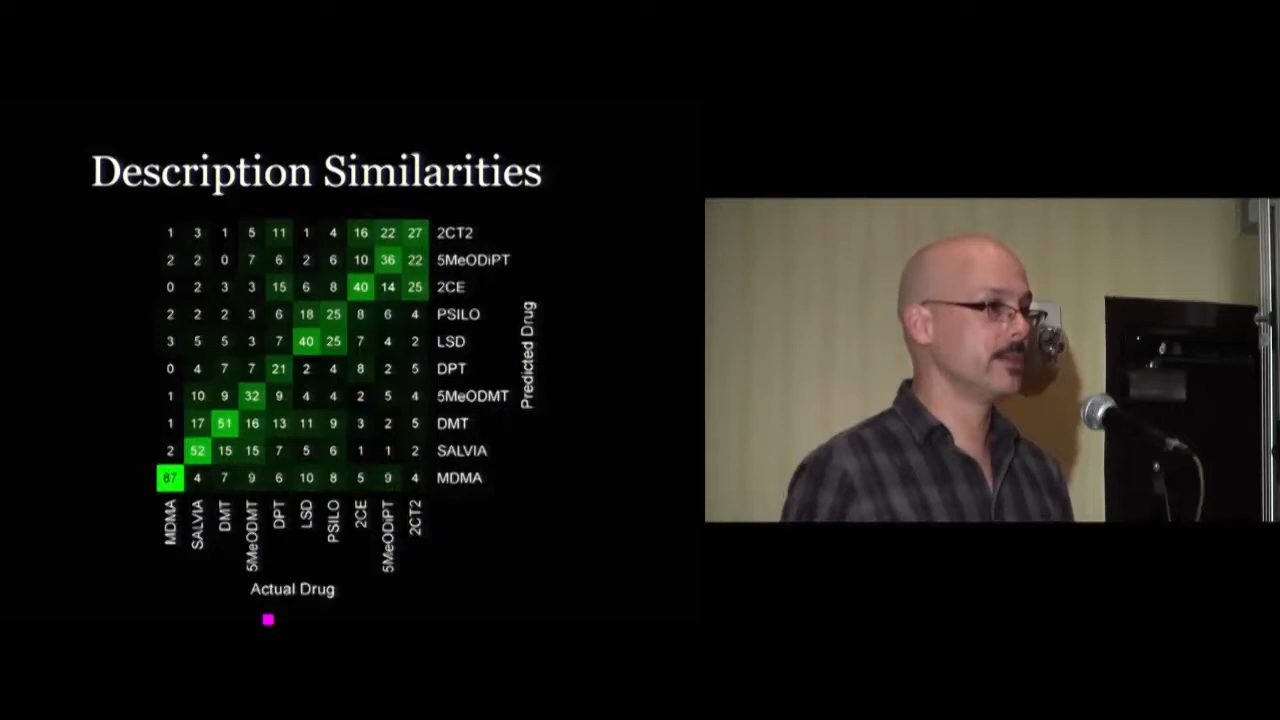 Description Similarities
1 3 1 5 11 1 4 16 22 27 2CT2
2 2 0 7 6 2 6 10 36 22 5MeODiPT
0 2 3 3 15 6 8 40 14 25 2CE
2 2 2 3 6 18 25 8 6 4 PSILO
3 5 5 3 7 40 25 7 4 2 LSD
0 4 7 7 21 2 4 8 2 5 DPT
1 10 9 32 9 4 4 2 5 4 5MeODMT
1 17 51 16 13 11 9 3 2 5 DMT
2 52 15 15 7 5 6 1 1 2 SALVIA
87 4 7 9 6 10 8 5 9 4 MDMA
Predicted Drug
MDMA SALVIA DMT 5MeODMT DPT LSD PSILO 2CE 5MeODiPT 2CT2
Actual Drug